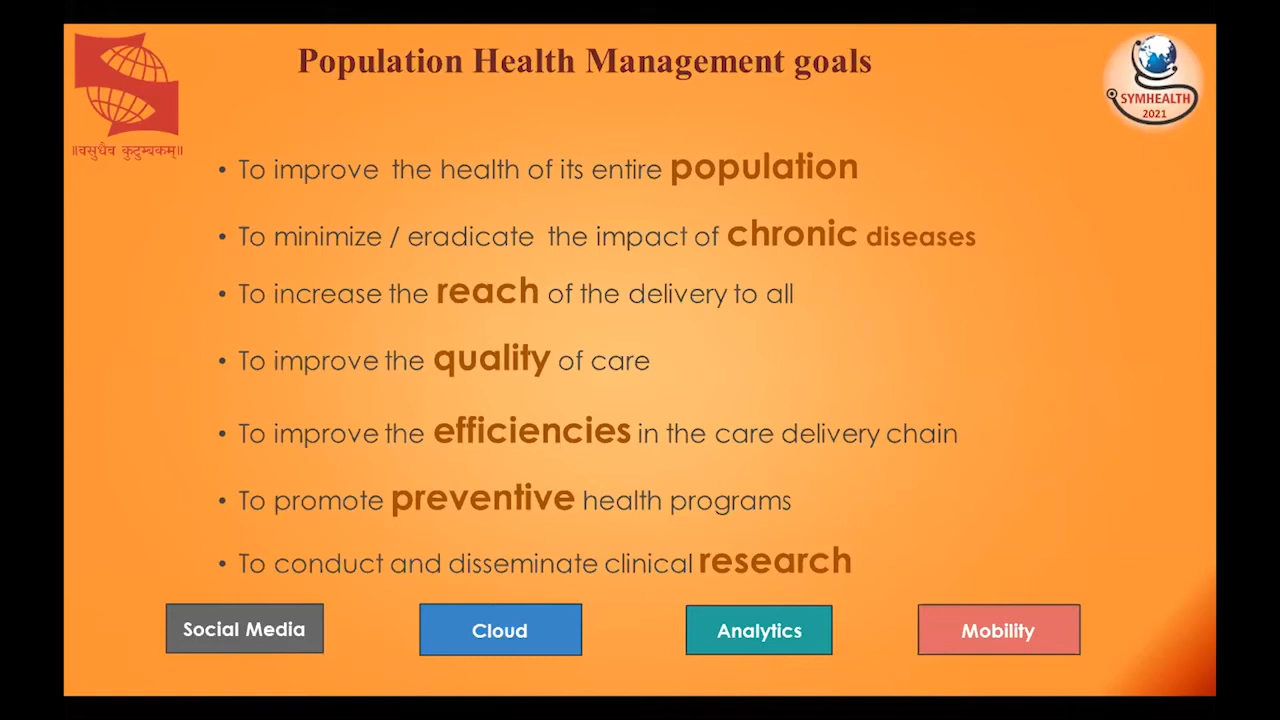 Population Health Management goals
SYMHEALTH
2021
॥वसुधैव कुटुम्बकम्॥
• To improve the health of its entire population
• To minimize / eradicate the impact of chronic diseases
• To increase the reach of the delivery to all
• To improve the quality of care
• To improve the efficiencies in the care delivery chain
• To promote preventive health programs
• To conduct and disseminate clinical research
Social Media
Cloud
Analytics
Mobility